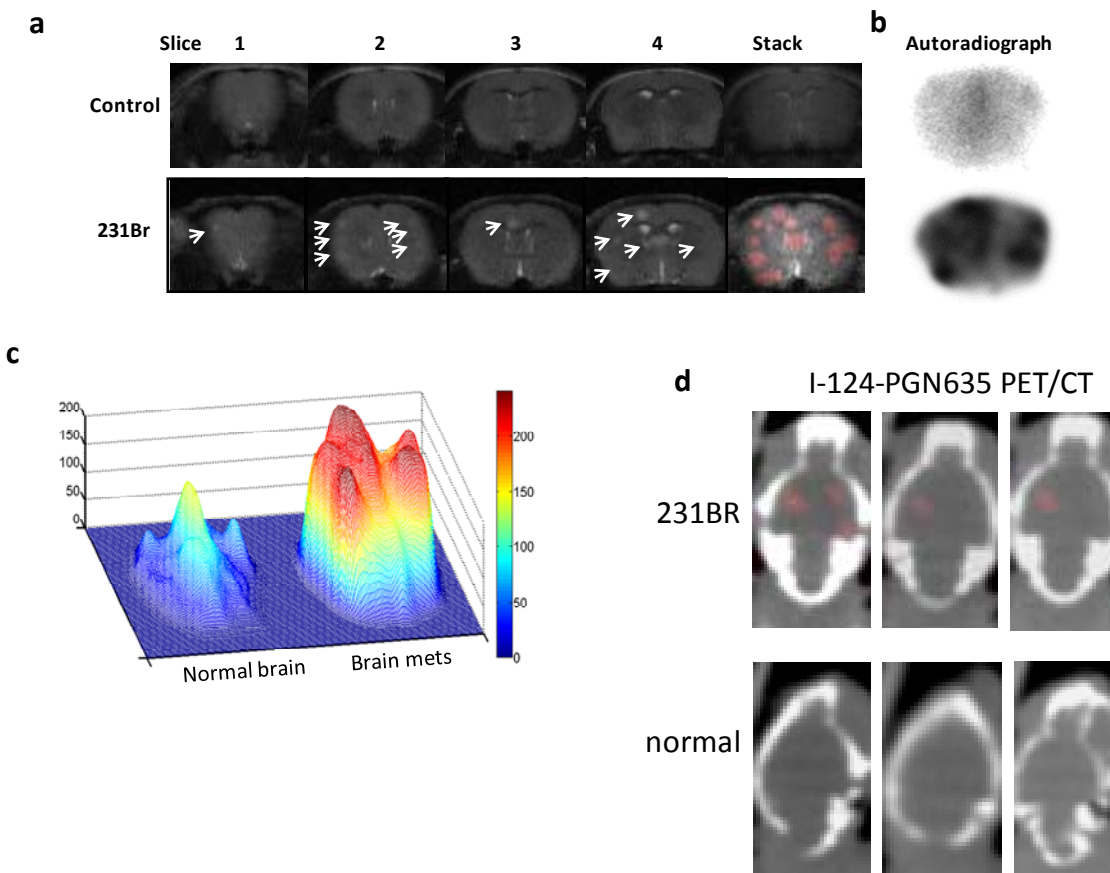 a
Slice 1 2 3 4 Stack
Control
231Br
b
Autoradiograph
c
200
150
100
50
0
200
150
100
50
0
Normal brain Brain mets
d
I-124-PGN635 PET/CT
231BR
normal